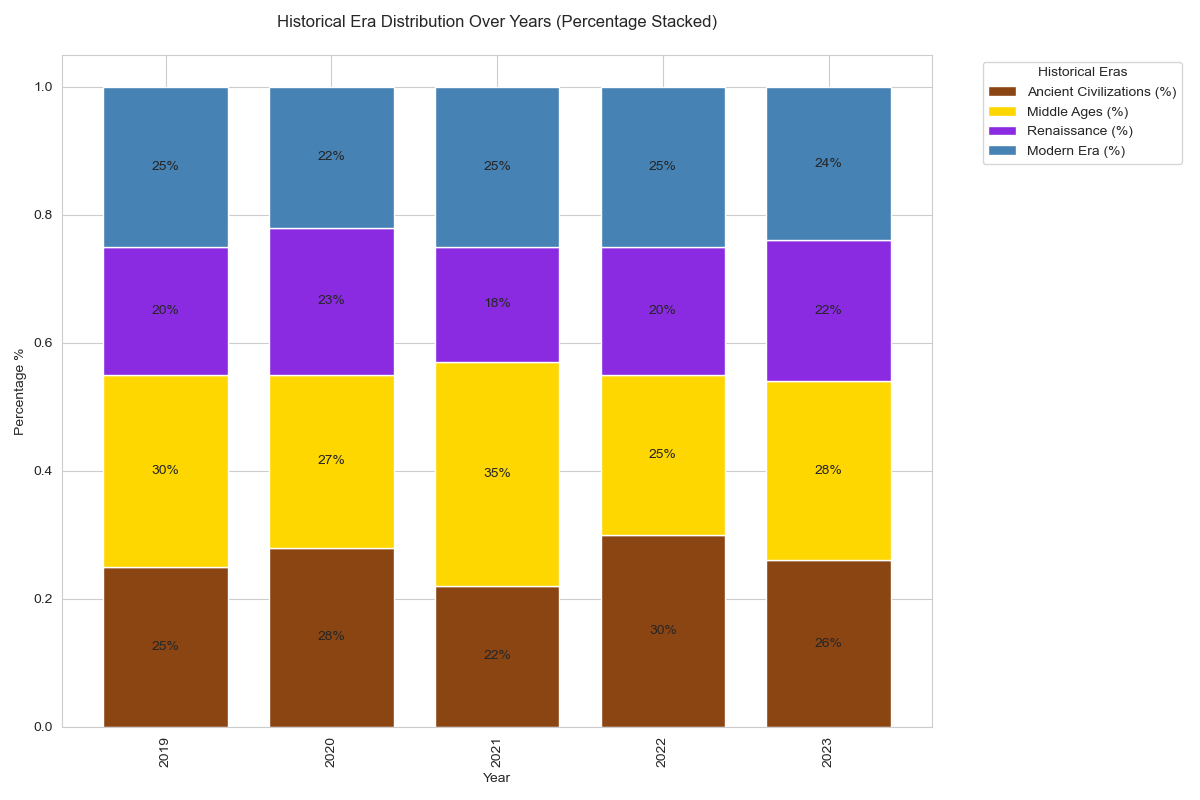 Historical Era Distribution Over Years (Percentage Stacked)
Historical Eras
Ancient Civilizations (%)
Middle Ages (%)
Renaissance (%)
Modern Era (%)
Percentage %
1.0
0.8
0.6
0.4
0.2
0.0
25% 22% 25% 25% 24%
20% 23% 18% 20% 22%
30% 27% 35% 25% 28%
25% 28% 22% 30% 26%
2019 2020 2021 2022 2023
Year